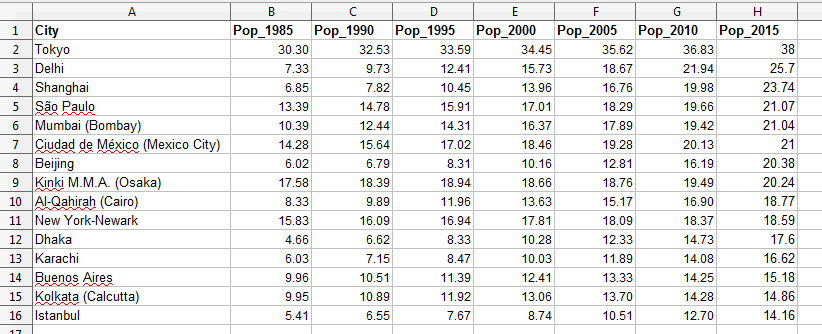 A B C D E F G H
1 City Pop_1985 Pop_1990 Pop_1995 Pop_2000 Pop_2005 Pop_2010 Pop_2015
2 Tokyo 30.30 32.53 33.59 34.45 35.62 36.83 38
3 Delhi 7.33 9.73 12.41 15.73 18.67 21.94 25.7
4 Shanghai 6.85 7.82 10.45 13.96 16.76 19.98 23.74
5 São Paulo 13.39 14.78 15.91 17.01 18.29 19.66 21.07
6 Mumbai (Bombay) 10.39 12.44 14.31 16.37 17.89 19.42 21.04
7 Ciudad de México (Mexico City) 14.28 15.64 17.02 18.46 19.28 20.13 21
8 Beijing 6.02 6.79 8.31 10.16 12.81 16.19 20.38
9 Kinki M.M.A. (Osaka) 17.58 18.39 18.94 18.66 18.76 19.49 20.24
10 Al-Qahirah (Cairo) 8.33 9.89 11.96 13.63 15.17 16.90 18.77
11 New York-Newark 15.83 16.09 16.94 17.81 18.09 18.37 18.59
12 Dhaka 4.66 6.62 8.33 10.28 12.33 14.73 17.6
13 Karachi 6.03 7.15 8.47 10.03 11.89 14.08 16.62
14 Buenos Aires 9.96 10.51 11.39 12.41 13.33 14.25 15.18
15 Kolkata (Calcutta) 9.95 10.89 11.92 13.06 13.70 14.28 14.86
16 Istanbul 5.41 6.55 7.67 8.74 10.51 12.70 14.16